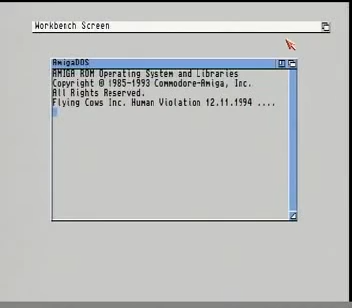 Workbench Screen
AmigaDOS
AMIGA ROM Operating System and Libraries
Copyright © 1985-1993 Commodore-Amiga, Inc.
All Rights Reserved.
Flying Cows Inc. Human Violation 12.11.1994 ....